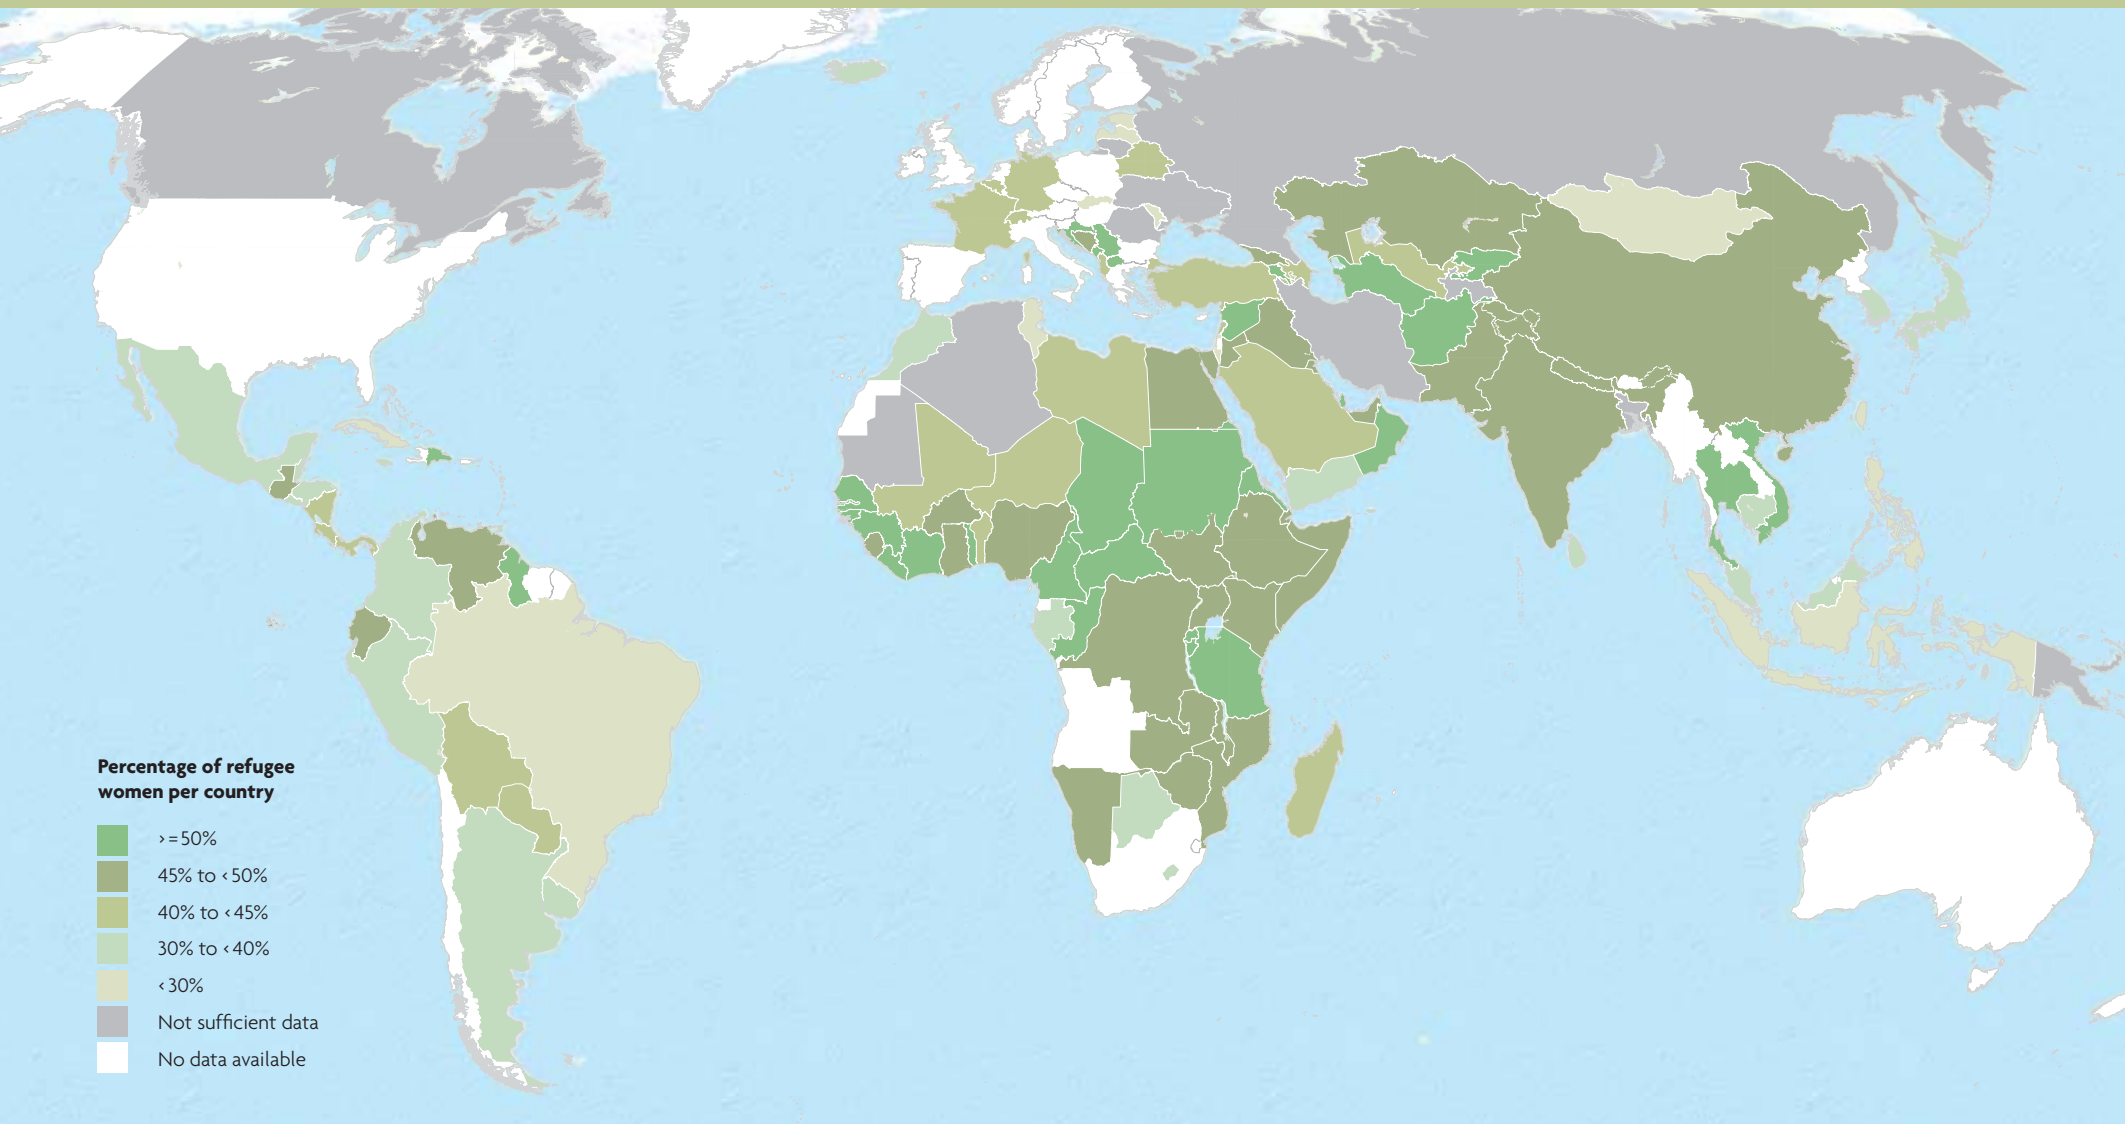 Percentage of refugee
women per country
>=50%
45% to <50%
40% to <45%
30% to <40%
<30%
Not sufficient data
No data available